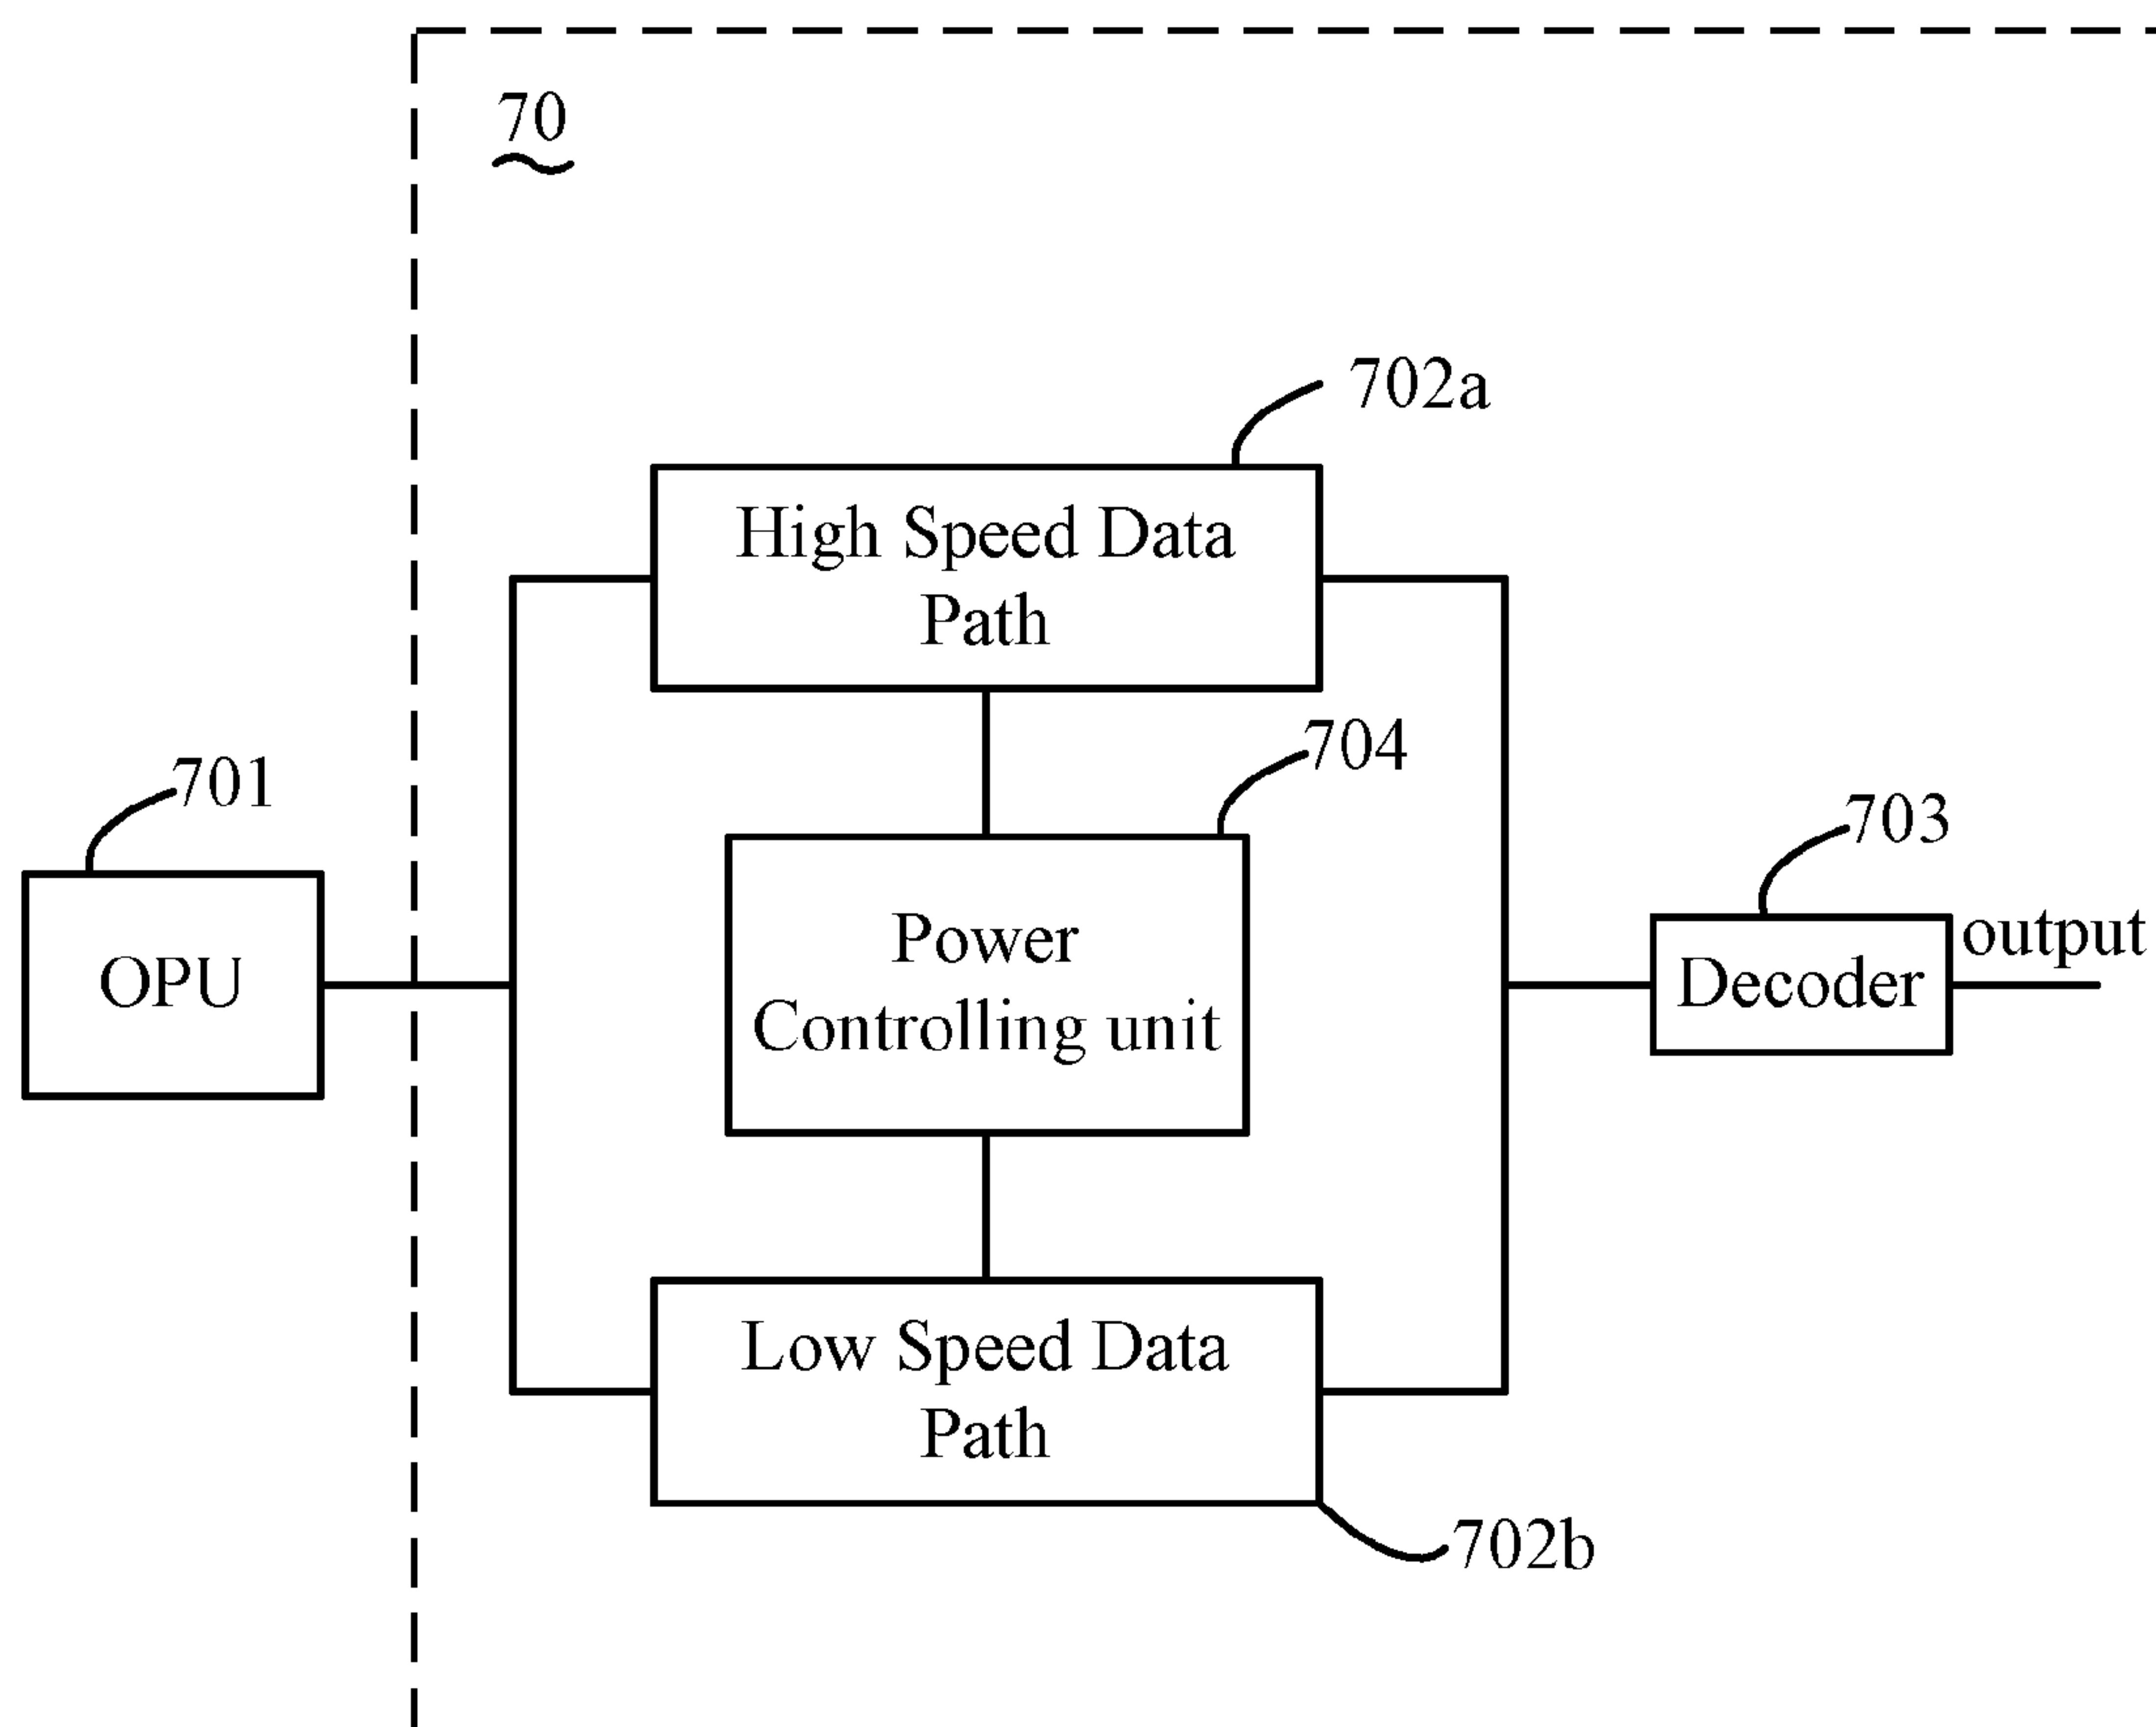 70
702a
High Speed Data
Path
704
701
703
Power
Controlling unit
OPU
Decoder
output
Low Speed Data
Path
702b